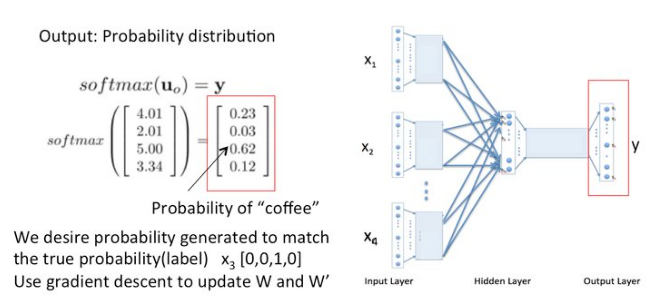 Output: Probability distribution
softmax(u₀) = y
softmax([4.01 2.01 5.00 3.34]) = [0.23 0.03 0.62 0.12]
Probability of “coffee”
We desire probability generated to match
the true probability(label) x₃ [0,0,1,0]
Use gradient descent to update W and W’
x₁
x₂
x₄
y
Input Layer
Hidden Layer
Output Layer